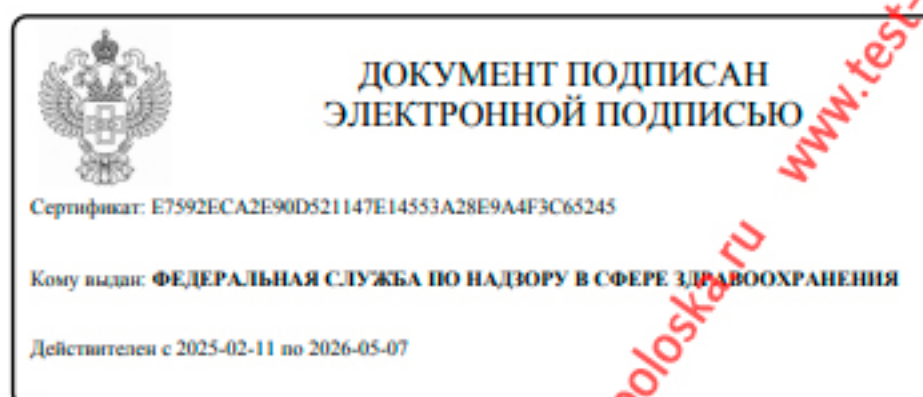 ДОКУМЕНТ ПОДПИСАН
ЭЛЕКТРОННОЙ ПОДПИСЬЮ
Сертификат: E7592ECA2E90D521147E14553A28E9A4F3C65245
Кому выдан: ФЕДЕРАЛЬНАЯ СЛУЖБА ПО НАДЗОРУ В СФЕРЕ ЗДРАВООХРАНЕНИЯ
Действителен с 2025-02-11 по 2026-05-07
www.test-
poloska.ru